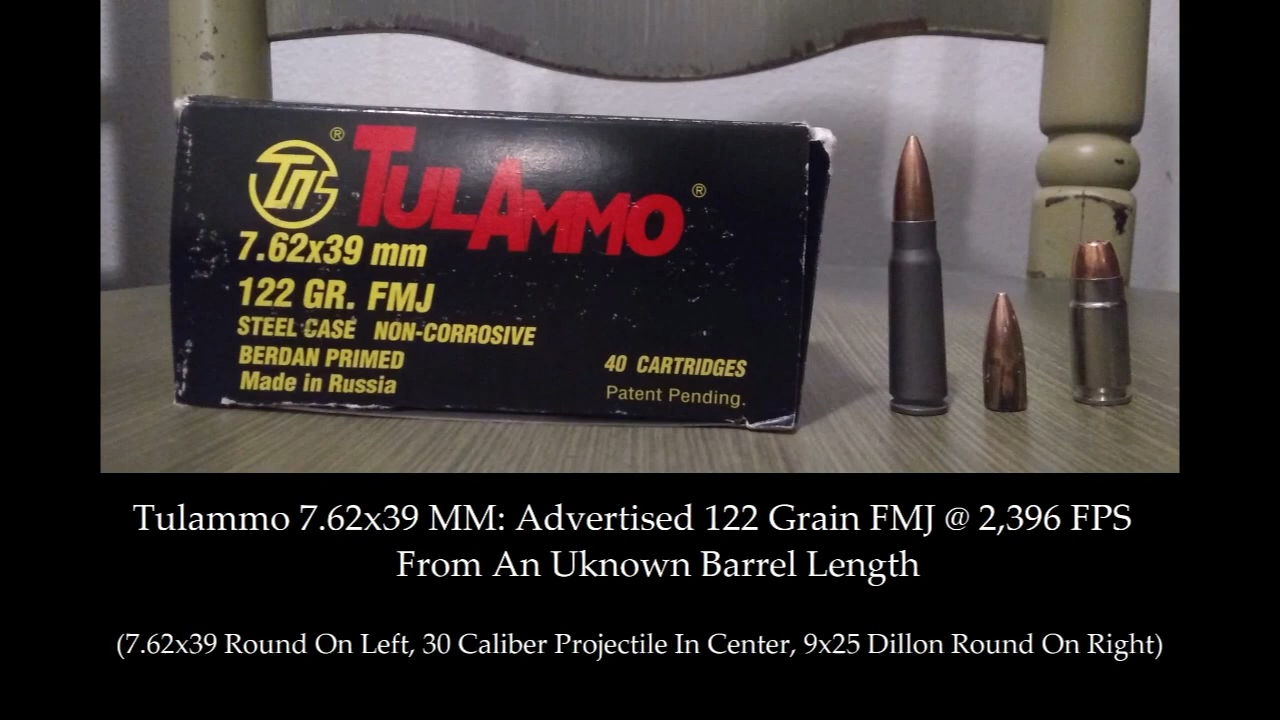 TNS ® TULAMMO ®
7.62x39 mm
122 GR. FMJ
STEEL CASE NON-CORROSIVE
BERDAN PRIMED
Made in Russia
40 CARTRIDGES
Patent Pending.
Tulammo 7.62x39 MM: Advertised 122 Grain FMJ @ 2,396 FPS
From An Uknown Barrel Length
(7.62x39 Round On Left, 30 Caliber Projectile In Center, 9x25 Dillon Round On Right)